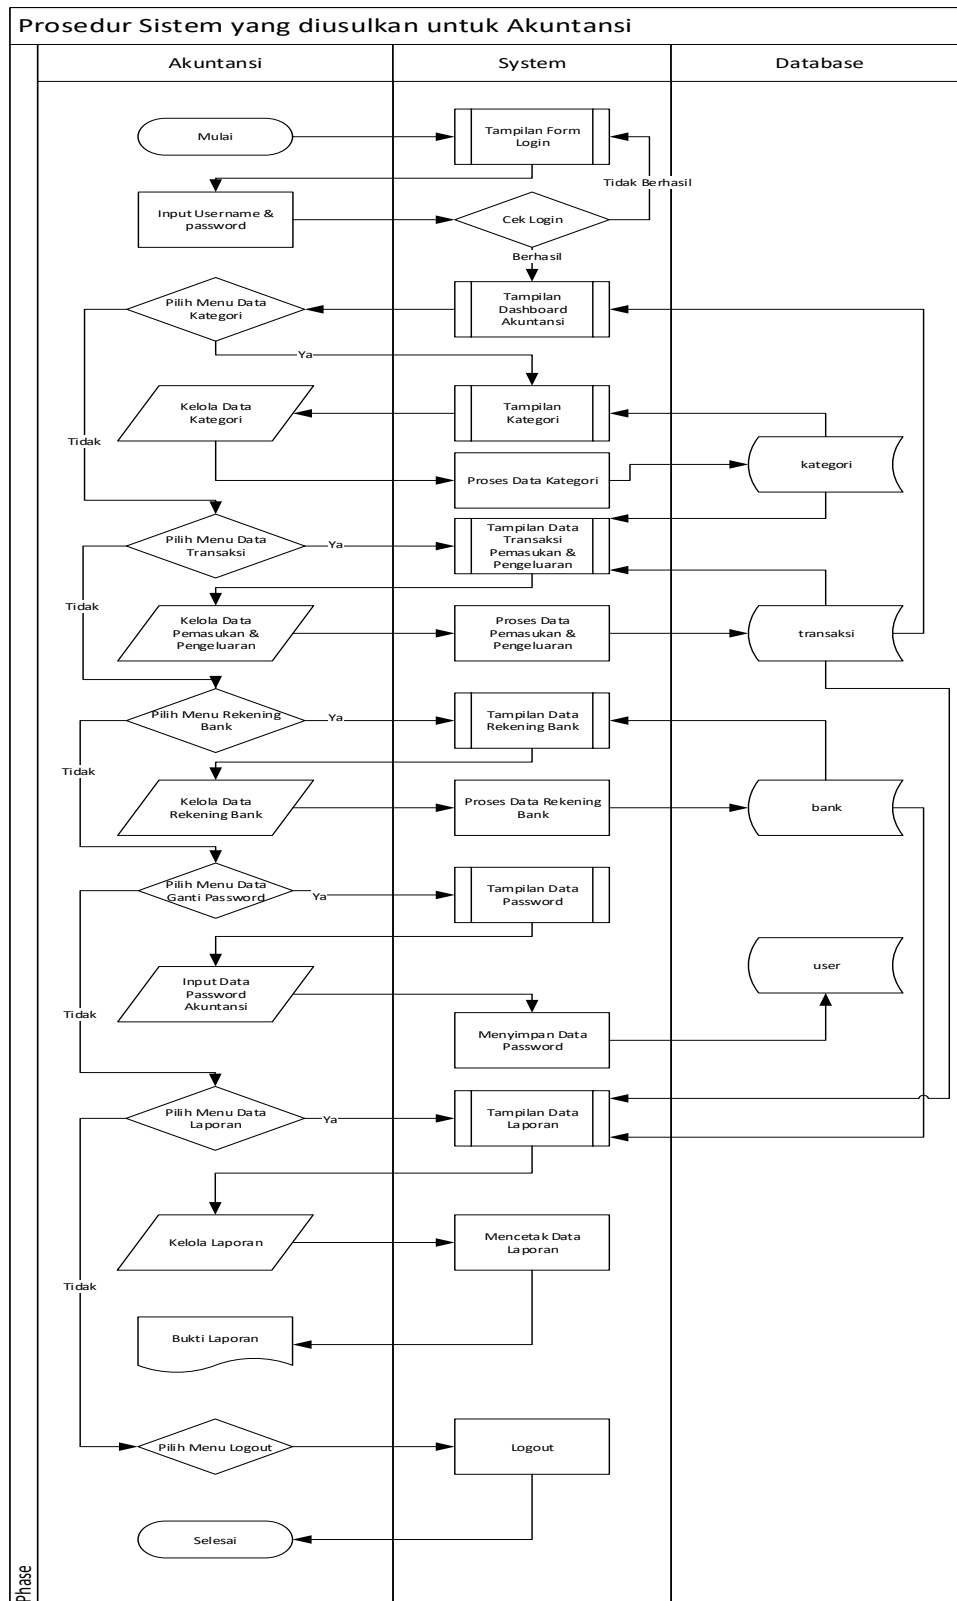 Prosedur Sistem yang diusulkan untuk Akuntansi
Akuntansi
System
Database
Mulai
Tampilan Form
Login
Tidak Berhasil
Input Username &
password
Cek Login
Berhasil
Pilih Menu Data
Kategori
Tampilan
Dashboard
Akuntansi
Ya
Kelola Data
Kategori
Tampilan
Kategori
Tidak
Proses Data Kategori
kategori
Pilih Menu Data
Transaksi
Ya
Tampilan Data
Transaksi
Pemasukan &
Pengeluaran
Tidak
Kelola Data
Pemasukan &
Pengeluaran
Proses Data
Pemasukan &
Pengeluaran
transaksi
Pilih Menu Rekening
Bank
Ya
Tampilan Data
Rekening Bank
Tidak
Kelola Data
Rekening Bank
Proses Data Rekening
Bank
bank
Pilih Menu Data
Ganti Password
Ya
Tampilan Data
Password
user
Input Data
Password
Akuntansi
Tidak
Menyimpan Data
Password
Pilih Menu Data
Laporan
Ya
Tampilan Data
Laporan
Kelola Laporan
Mencetak Data
Laporan
Tidak
Bukti Laporan
Pilih Menu Logout
Logout
Selesai
Phase